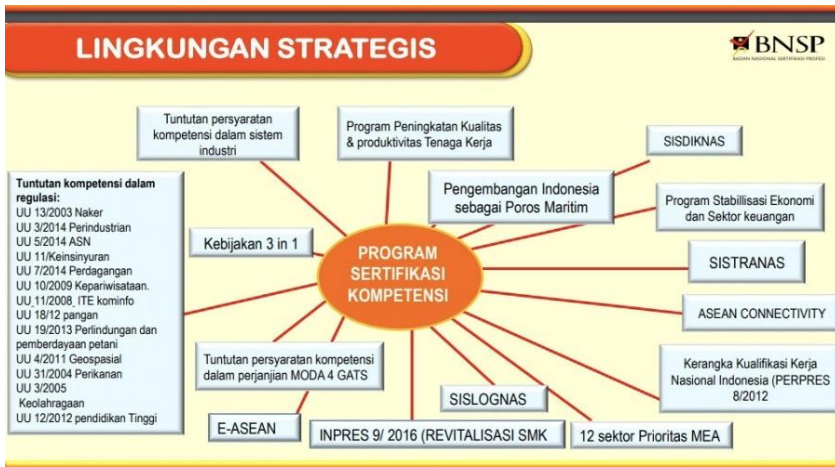 LINGKUNGAN STRATEGIS
BNSP
BADAN NASIONAL SERTIFIKASI PROFESI
Tuntutan persyaratan
kompetensi dalam sistem
industri
Program Peningkatan Kualitas
& produktivitas Tenaga Kerja
SISDIKNAS
Tuntutan kompetensi dalam
regulasi:
UU 13/2003 Naker
UU 3/2014 Perindustrian
UU 5/2014 ASN
UU 11/Keinsinyuran
UU 7/2014 Perdagangan
UU 10/2009 Kepariwisataan.
UU 11/2008 ITE kominfo
UU 18/12 pangan
UU 19/2013 Perlindungan dan
pemberdayaan petani
UU 4/2011 Geospasial
UU 31/2004 Perikanan
UU 3/2005
Keolahragaan
UU 12/2012 pendidikan Tinggi
Pengembangan Indonesia
sebagai Poros Maritim
Program Stabillisasi Ekonomi
dan Sektor keuangan
Kebijakan 3 in 1
PROGRAM
SERTIFIKASI
KOMPETENSI
SISTRANAS
ASEAN CONNECTIVITY
Tuntutan persyaratan kompetensi
dalam perjanjian MODA 4 GATS
Kerangka Kualifikasi Kerja
Nasional Indonesia (PERPRES
8/2012
SISLOGNAS
E-ASEAN
INPRES 9/ 2016 (REVITALISASI SMK
12 sektor Prioritas MEA